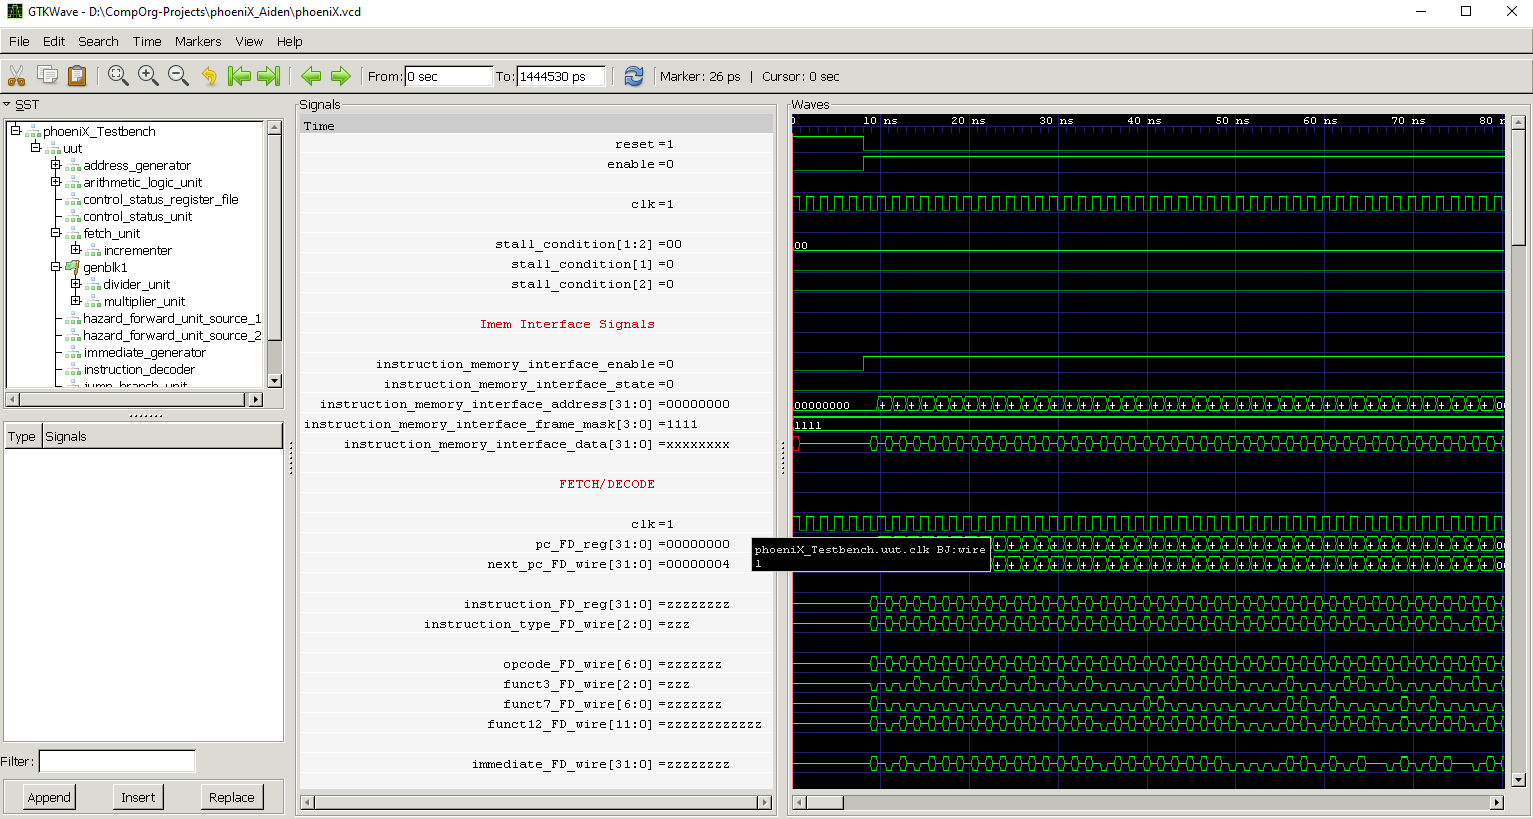 GTKWave - D:\CompOrg-Projects\phoeniX_Aiden\phoeniX.vcd
File Edit Search Time Markers View Help
From: 0 sec To: 1444530 ps Marker: 26 ps | Cursor: 0 sec
SST
phoeniX_Testbench
uut
address_generator
arithmetic_logic_unit
control_status_register_file
control_status_unit
fetch_unit
incrementer
genblk1
divider_unit
multiplier_unit
hazard_forward_unit_source_1
hazard_forward_unit_source_2
immediate_generator
instruction_decoder
jump_branch_unit
Type Signals
Filter:
Append Insert Replace
Signals
Time
reset =1
enable =0
clk =1
stall_condition[1:2] =00
stall_condition[1] =0
stall_condition[2] =0
Imem Interface Signals
instruction_memory_interface_enable =0
instruction_memory_interface_state =0
instruction_memory_interface_address[31:0] =00000000
instruction_memory_interface_frame_mask[3:0] =1111
instruction_memory_interface_data[31:0] =xxxxxxxx
FETCH/DECODE
clk =1
pc_FD_reg[31:0] =00000000
next_pc_FD_wire[31:0] =00000004
instruction_FD_reg[31:0] =zzzzzzzz
instruction_type_FD_wire[2:0] =zzz
opcode_FD_wire[6:0] =zzzzzzz
funct3_FD_wire[2:0] =zzz
funct7_FD_wire[6:0] =zzzzzzz
funct12_FD_wire[11:0] =zzzzzzzzzzzz
immediate_FD_wire[31:0] =zzzzzzzz
Waves
0 10 ns 20 ns 30 ns 40 ns 50 ns 60 ns 70 ns 80 n
00
00000000
1111
phoeniX_Testbench.uut.clk BJ:wire
1